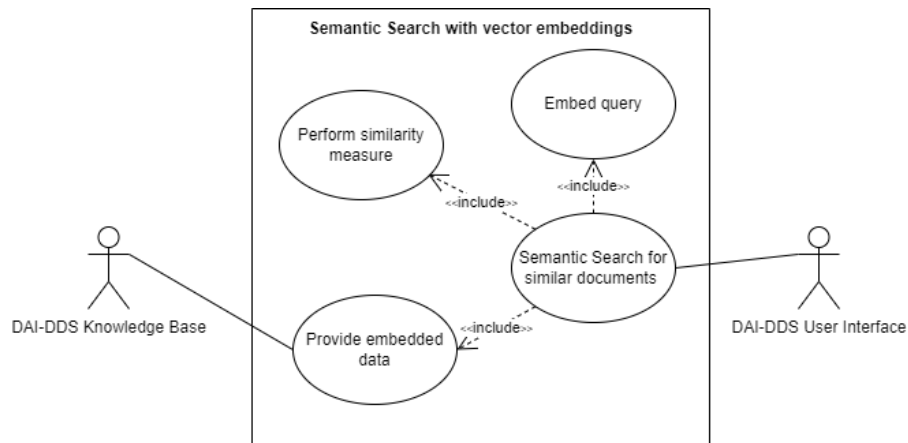 Semantic Search with vector embeddings
Embed query
Perform similarity
measure
<<include>>
<<include>>
Semantic Search for
similar documents
DAI-DDS Knowledge Base
DAI-DDS User Interface
<<include>>
Provide embedded
data